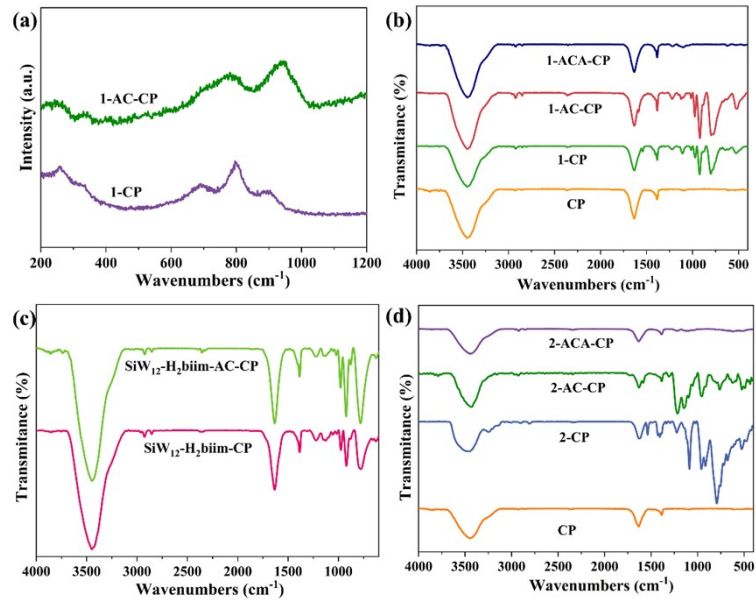 (a)
Intensity (a.u.)
1-AC-CP
1-CP
200 400 600 800 1000 1200
Wavenumbers (cm⁻¹)
(b)
Transmitance (%)
1-ACA-CP
1-AC-CP
1-CP
CP
4000 3500 3000 2500 2000 1500 1000 500
Wavenumbers (cm⁻¹)
(c)
Transmitance (%)
SiW₁₂-H₂biim-AC-CP
SiW₁₂-H₂biim-CP
4000 3500 3000 2500 2000 1500 1000
Wavenumbers (cm⁻¹)
(d)
Transmitance (%)
2-ACA-CP
2-AC-CP
2-CP
CP
4000 3500 3000 2500 2000 1500 1000 500
Wavenumbers (cm⁻¹)